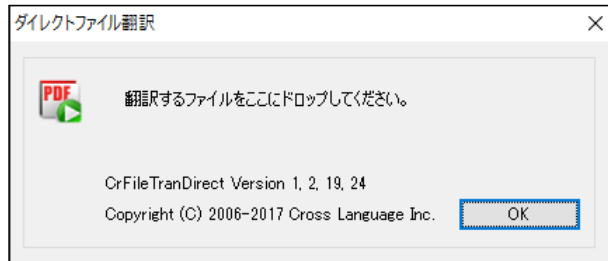 ダイレクトファイル翻訳
PDF
翻訳するファイルをここにドロップしてください。
CrFileTranDirect Version 1, 2, 19, 24
Copyright (C) 2006-2017 Cross Language Inc.
OK